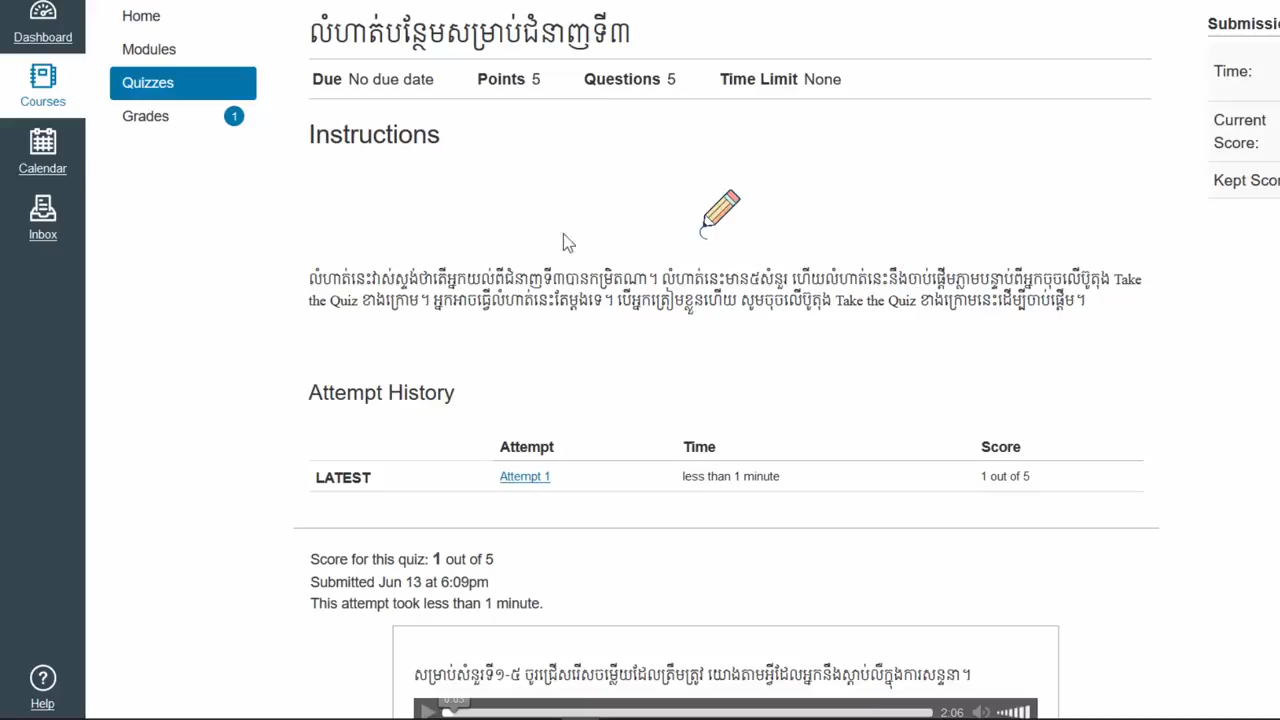 Dashboard
Courses
Calendar
Inbox
Help
Home
Modules
Quizzes
Grades 1
លំហាត់បន្ថែមសម្រាប់ជំនាញទី៣
Due No due date Points 5 Questions 5 Time Limit None
Instructions
លំហាត់នេះវាស់ស្ទង់ថាតើអ្នកយល់ពីជំនាញទី៣បានកម្រិតណា។ លំហាត់នេះមាន៥សំនួរ ហើយលំហាត់នេះនឹងចាប់ផ្ដើមភ្លាមបន្ទាប់ពីអ្នកចុចលើប៊ូតុង Take
the Quiz ខាងក្រោម។ អ្នកអាចធ្វើលំហាត់នេះតែម្ដងទេ។ បើអ្នកត្រៀមខ្លួនហើយ សូមចុចលើប៊ូតុង Take the Quiz ខាងក្រោមនេះដើម្បីចាប់ផ្ដើម។
Attempt History
Attempt Time Score
LATEST Attempt 1 less than 1 minute 1 out of 5
Score for this quiz: 1 out of 5
Submitted Jun 13 at 6:09pm
This attempt took less than 1 minute.
សម្រាប់សំនួរទី១-៥ ចូរជ្រើសរើសចម្លើយដែលត្រឹមត្រូវ យោងតាមអ្វីដែលអ្នកនឹងស្ដាប់លឺក្នុងការសន្ទនា។
0:03
2:06
Submissi
Time:
Current
Score:
Kept Scor